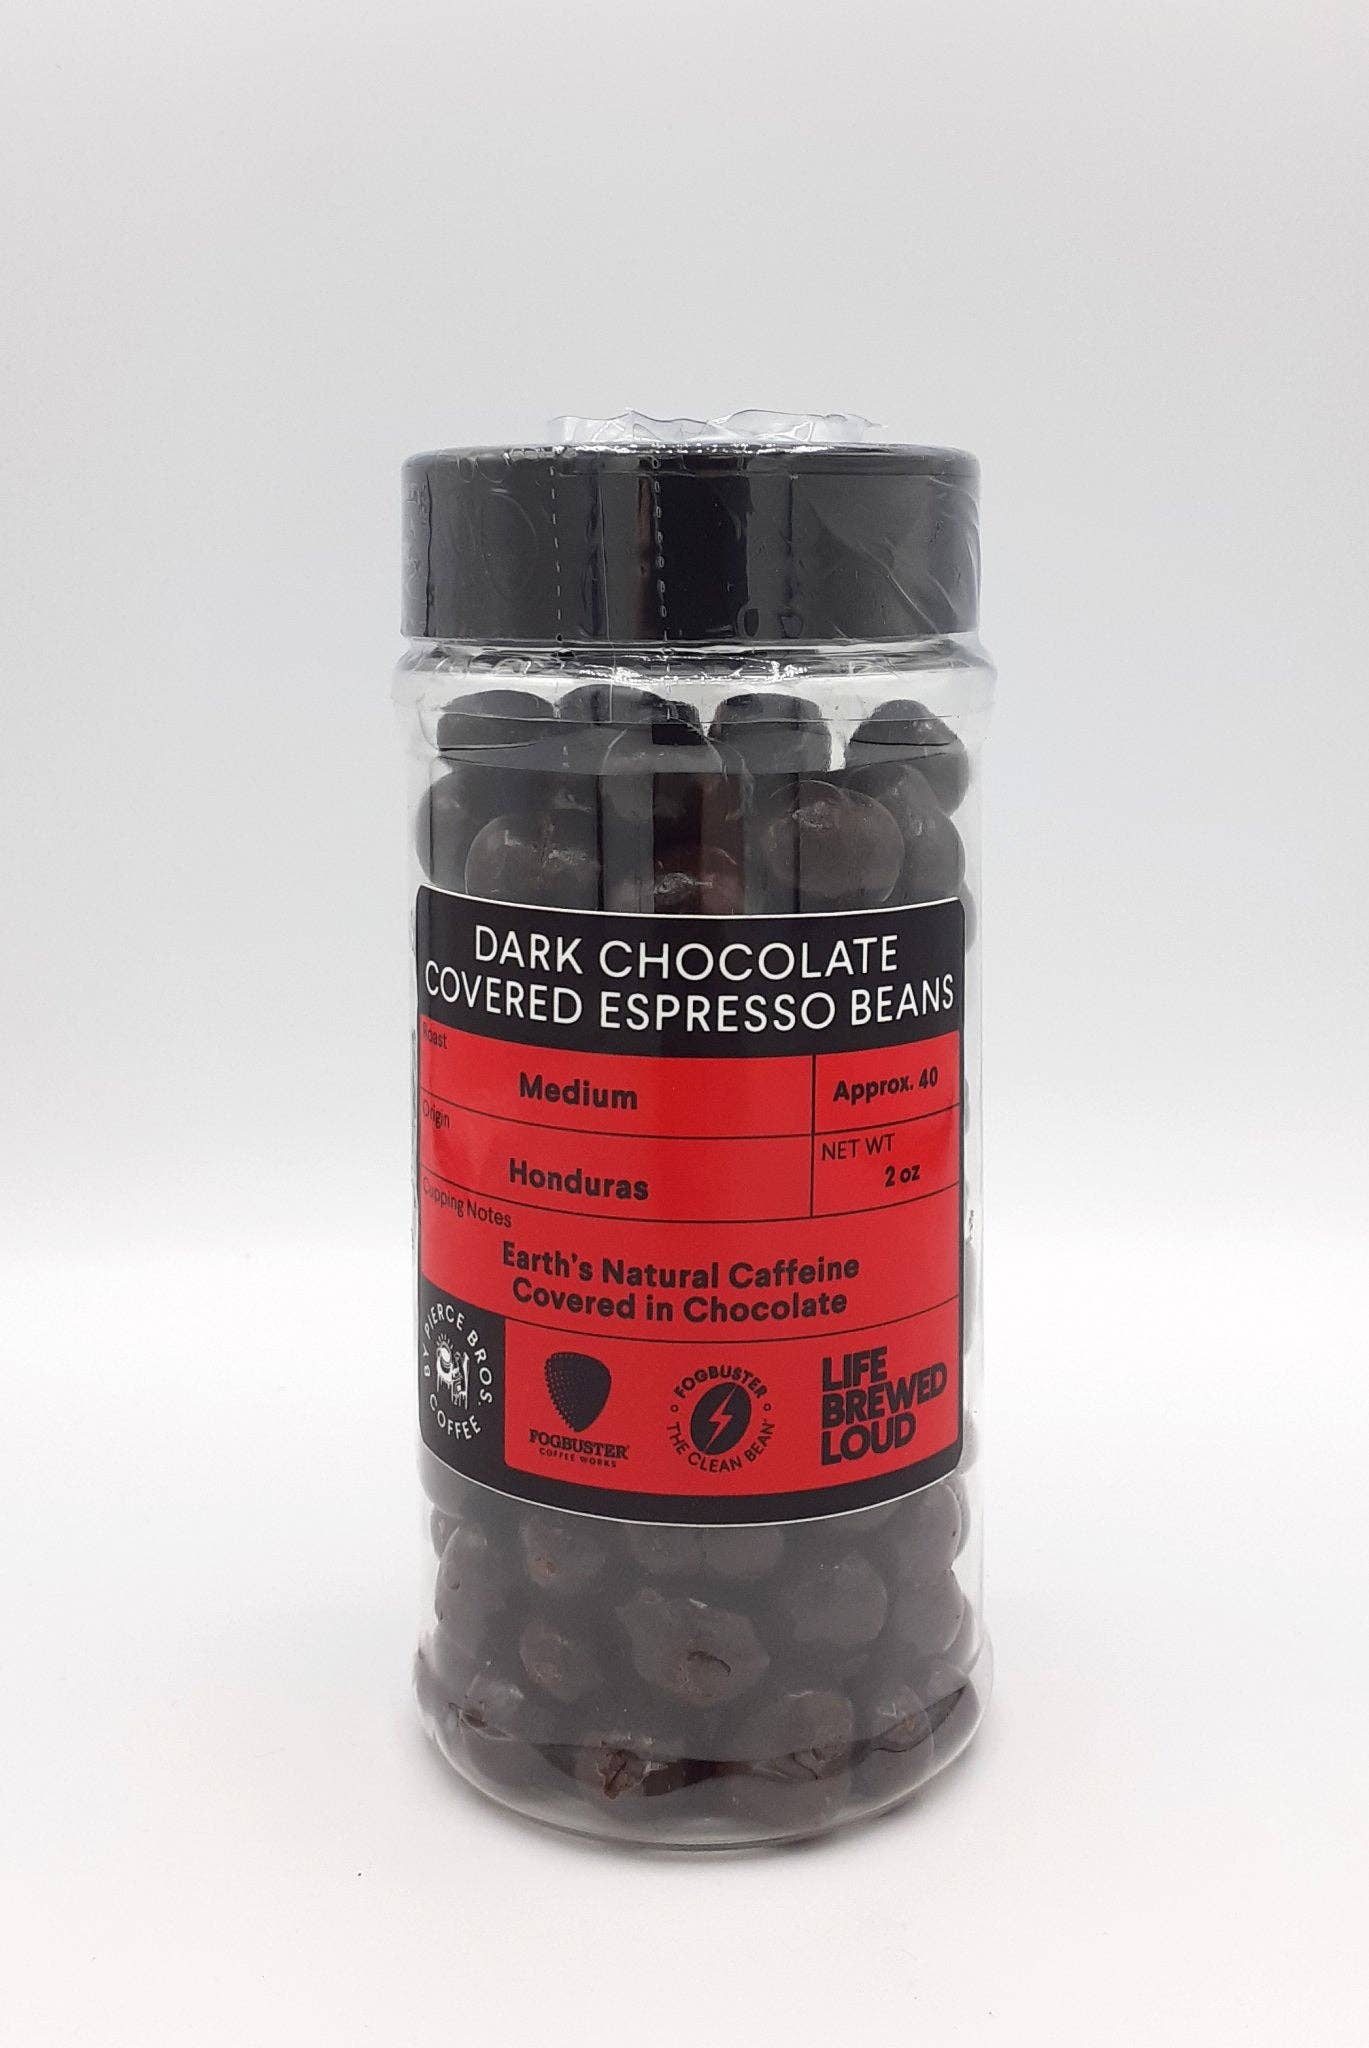 DARK CHOCOLATE
COVERED ESPRESSO BEANS
Roast
Medium
Approx. 40
Origin
Honduras
NET WT
2 oz
Cupping Notes
Earth's Natural Caffeine
Covered in Chocolate
BY PIERCE BROS. COFFEE
FOGBUSTER
COFFEE WORKS
FOGBUSTER
THE CLEAN BEAN
LIFE
BREWED
LOUD